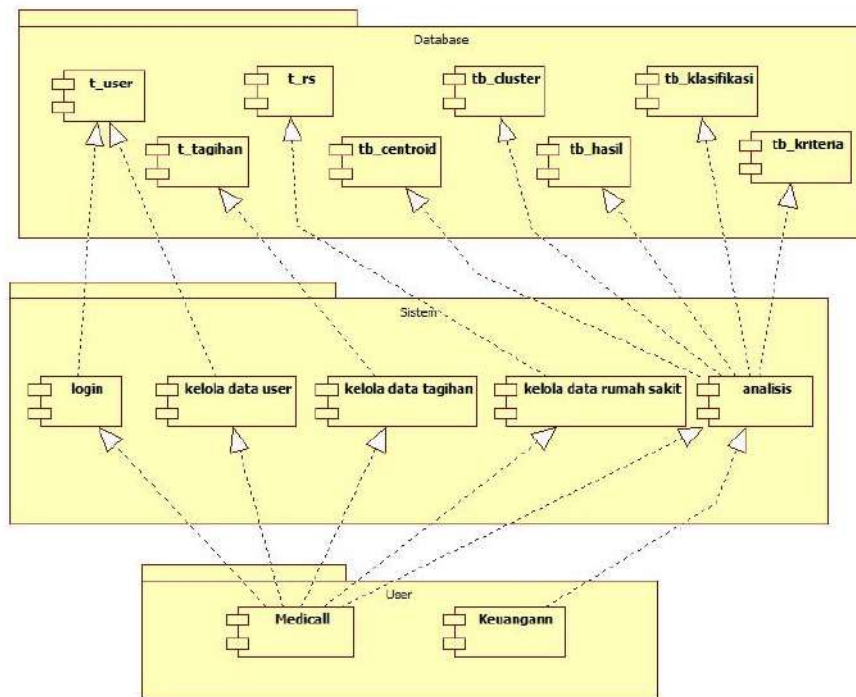 Database
t_user
t_rs
tb_cluster
tb_klasifikasi
t_tagihan
tb_centroid
tb_hasil
tb_kriteria
Sistem
login
kelola data user
kelola data tagihan
kelola data rumah sakit
analisis
User
Medicall
Keuangann